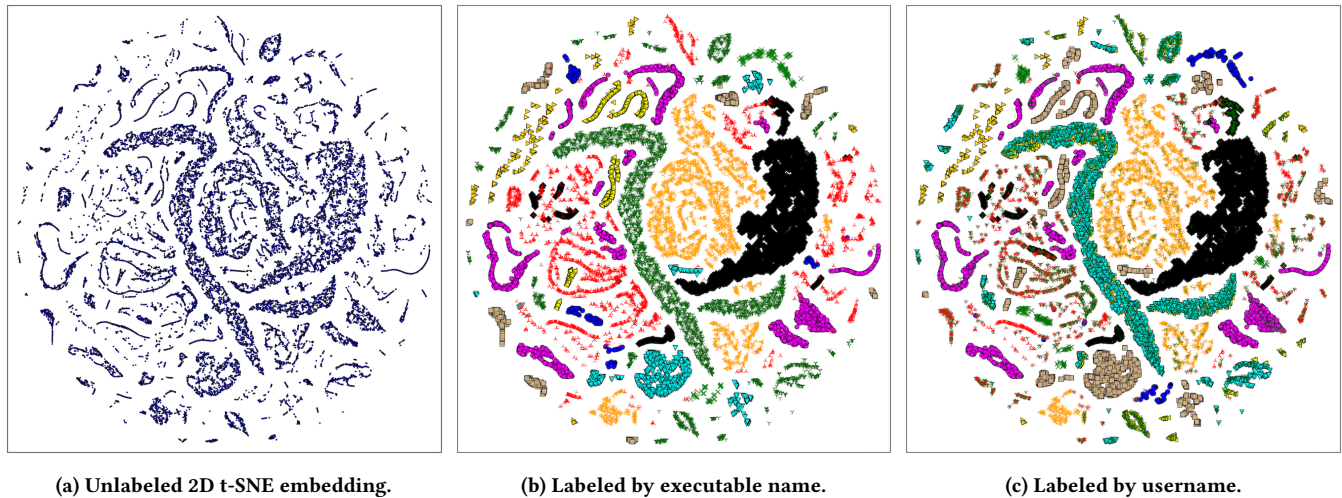 (a) Unlabeled 2D t-SNE embedding.
(b) Labeled by executable name.
(c) Labeled by username.